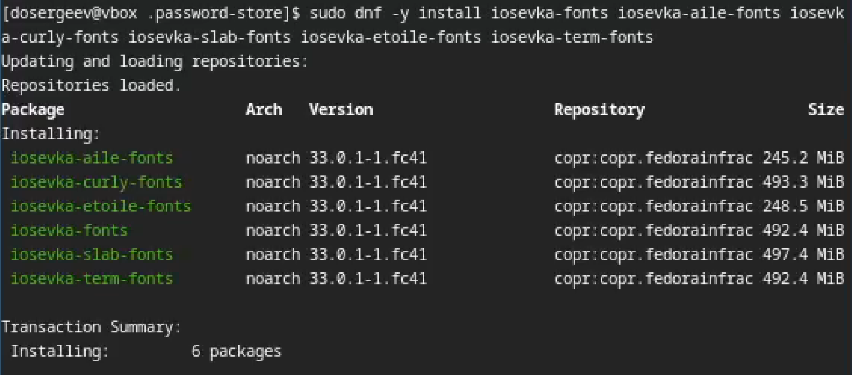 [dosergeev@vbox .password-store]$ sudo dnf -y install iosevka-fonts iosevka-aile-fonts iosevk
a-curly-fonts iosevka-slab-fonts iosevka-etoile-fonts iosevka-term-fonts
Updating and loading repositories:
Repositories loaded.
Package Arch Version Repository Size
Installing:
iosevka-aile-fonts noarch 33.0.1-1.fc41 copr:copr.fedorainfrac 245.2 MiB
iosevka-curly-fonts noarch 33.0.1-1.fc41 copr:copr.fedorainfrac 493.3 MiB
iosevka-etoile-fonts noarch 33.0.1-1.fc41 copr:copr.fedorainfrac 248.5 MiB
iosevka-fonts noarch 33.0.1-1.fc41 copr:copr.fedorainfrac 492.4 MiB
iosevka-slab-fonts noarch 33.0.1-1.fc41 copr:copr.fedorainfrac 497.4 MiB
iosevka-term-fonts noarch 33.0.1-1.fc41 copr:copr.fedorainfrac 492.4 MiB
Transaction Summary:
Installing: 6 packages